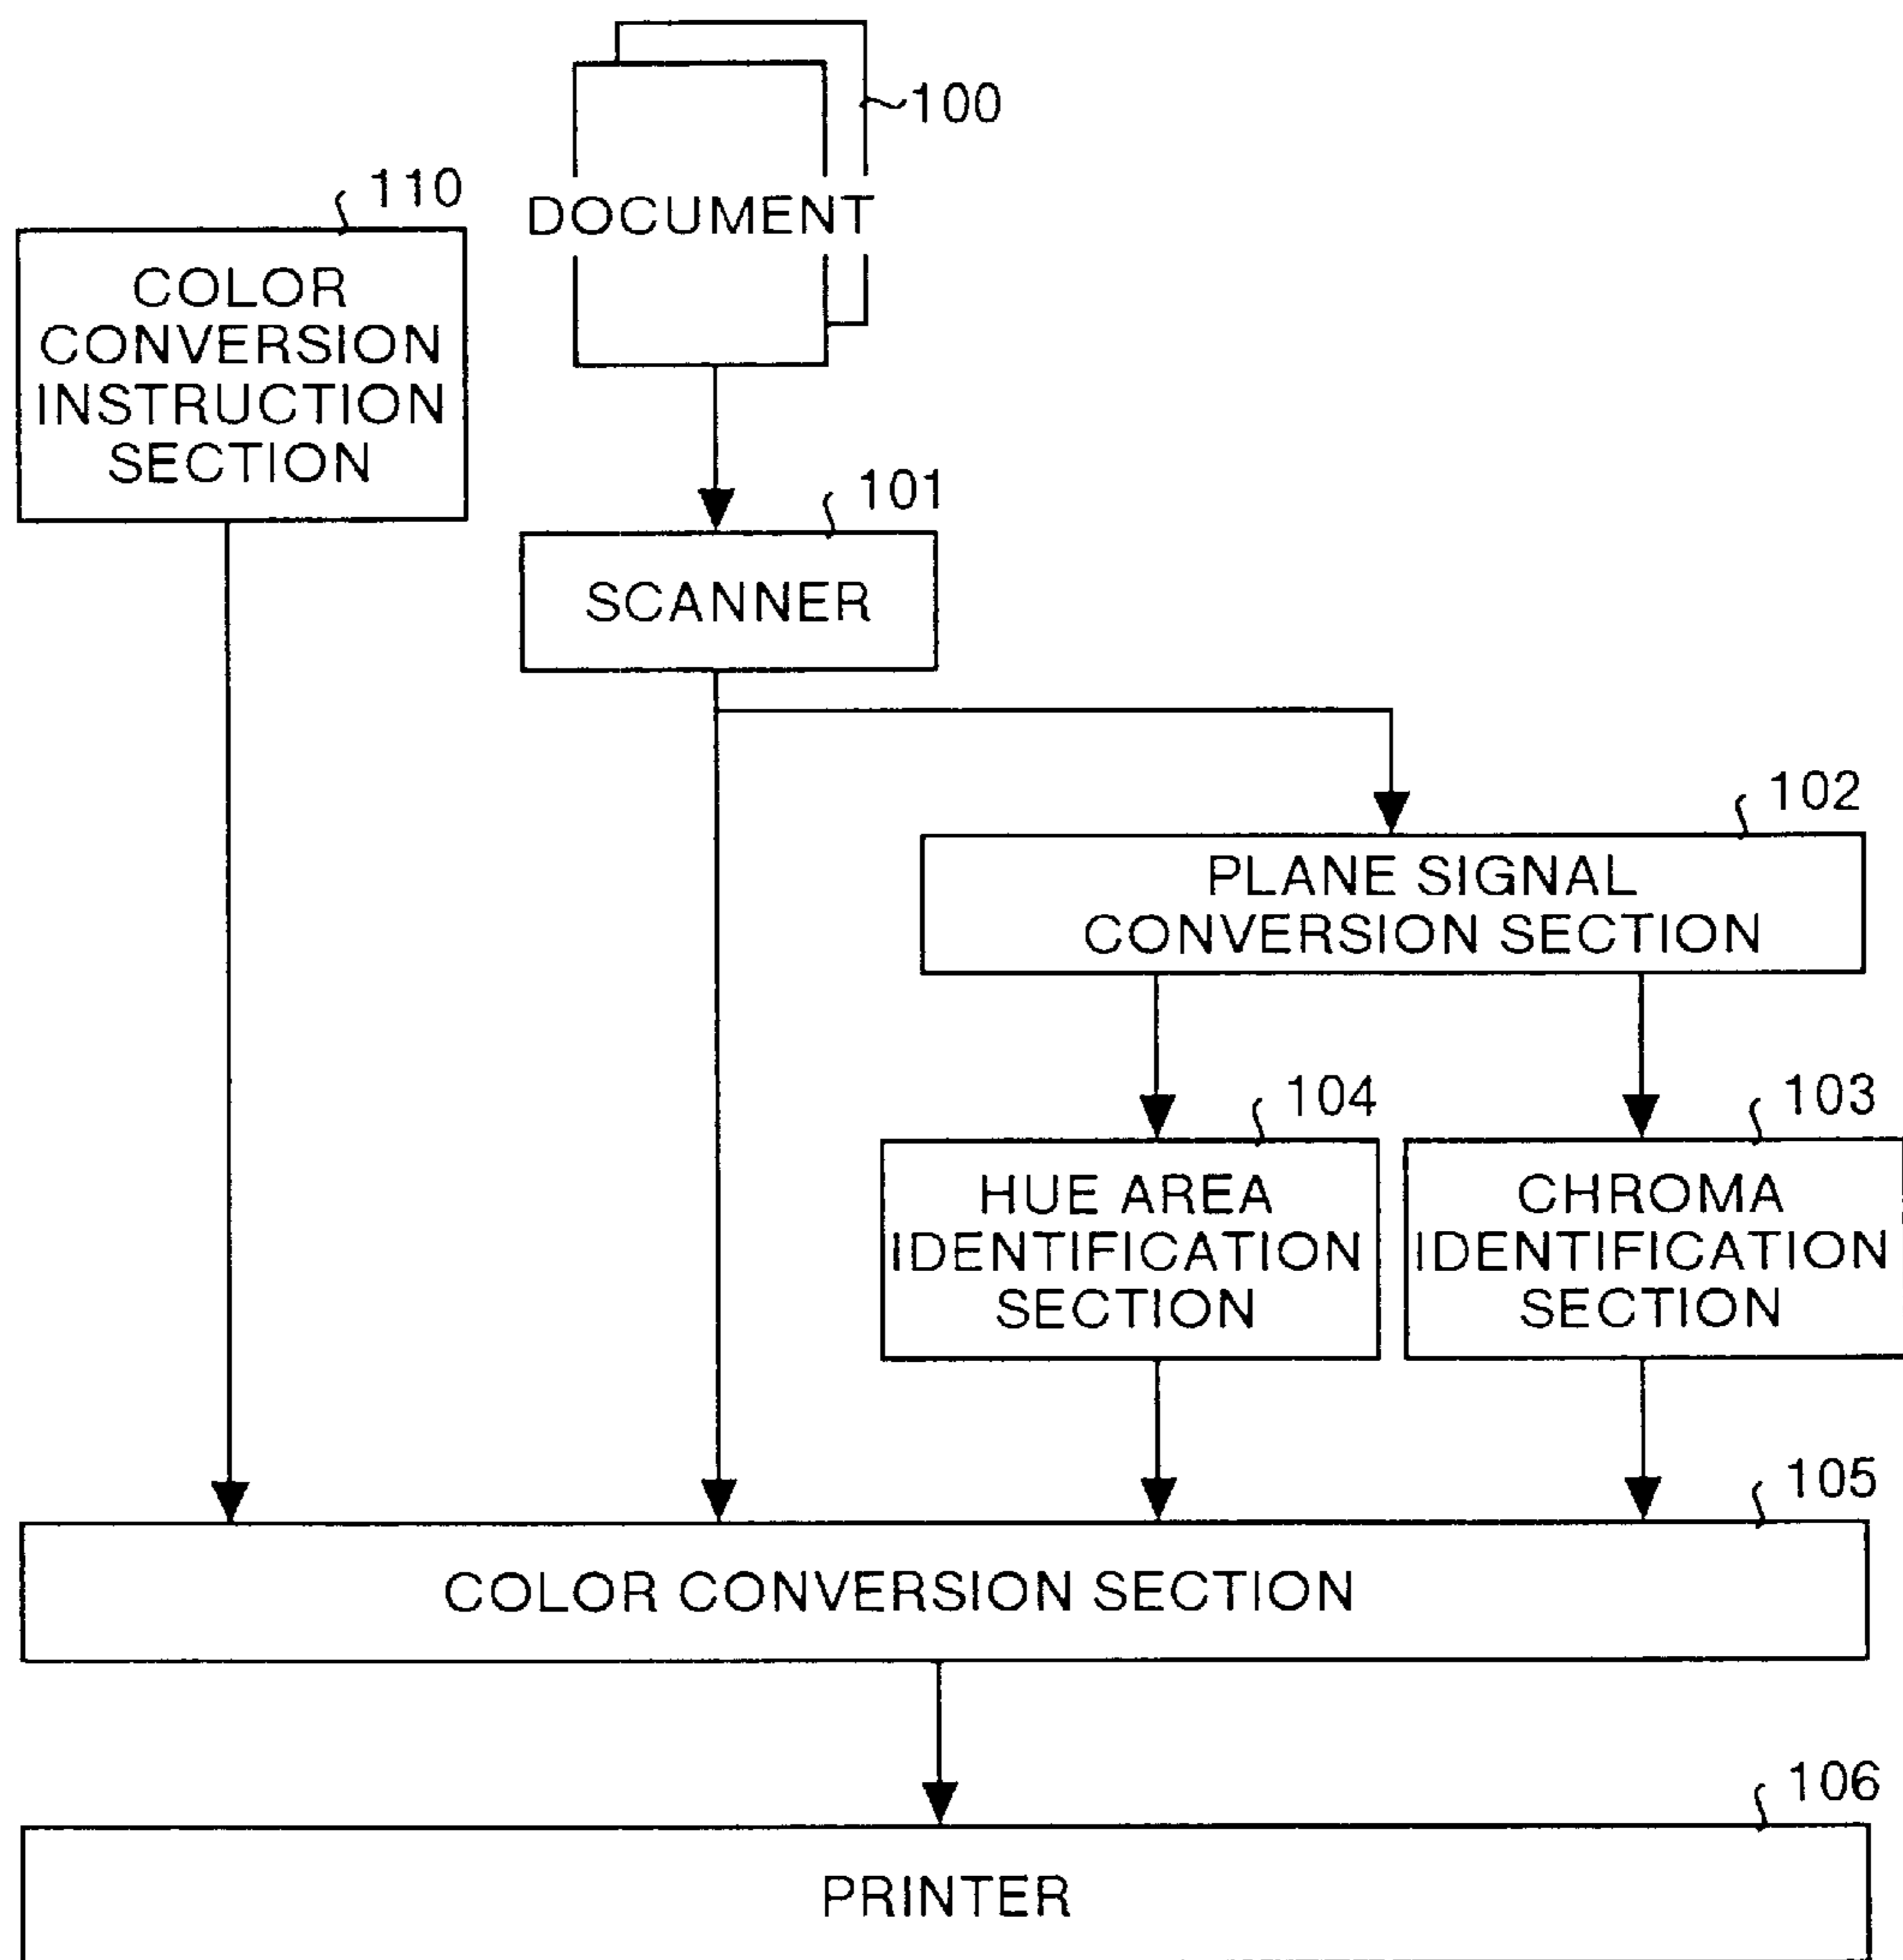 100
110
DOCUMENT
COLOR
CONVERSION
INSTRUCTION
SECTION
101
SCANNER
102
PLANE SIGNAL
CONVERSION SECTION
104
HUE AREA
IDENTIFICATION
SECTION
103
CHROMA
IDENTIFICATION
SECTION
105
COLOR CONVERSION SECTION
106
PRINTER